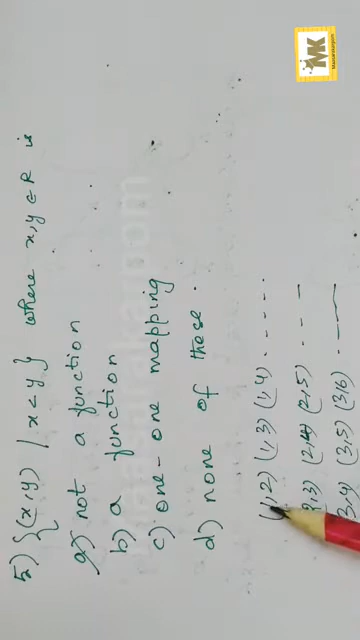 5) {(x,y) / x<y} where x,y ∈ R is
a) not a function
b) a function
c) one-one mapping
d) none of these.
(1,2) (1,3) (1,4) .....
(2,3) (2,4) (2,5) ...
(3,4) (3,5) (3,6) .
MK